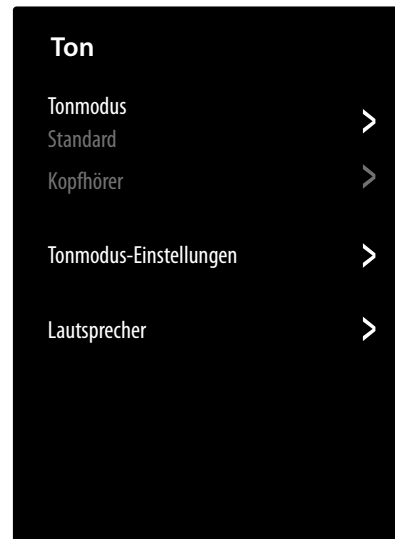 Ton
Tonmodus
Standard
Kopfhörer
Tonmodus-Einstellungen
Lautsprecher